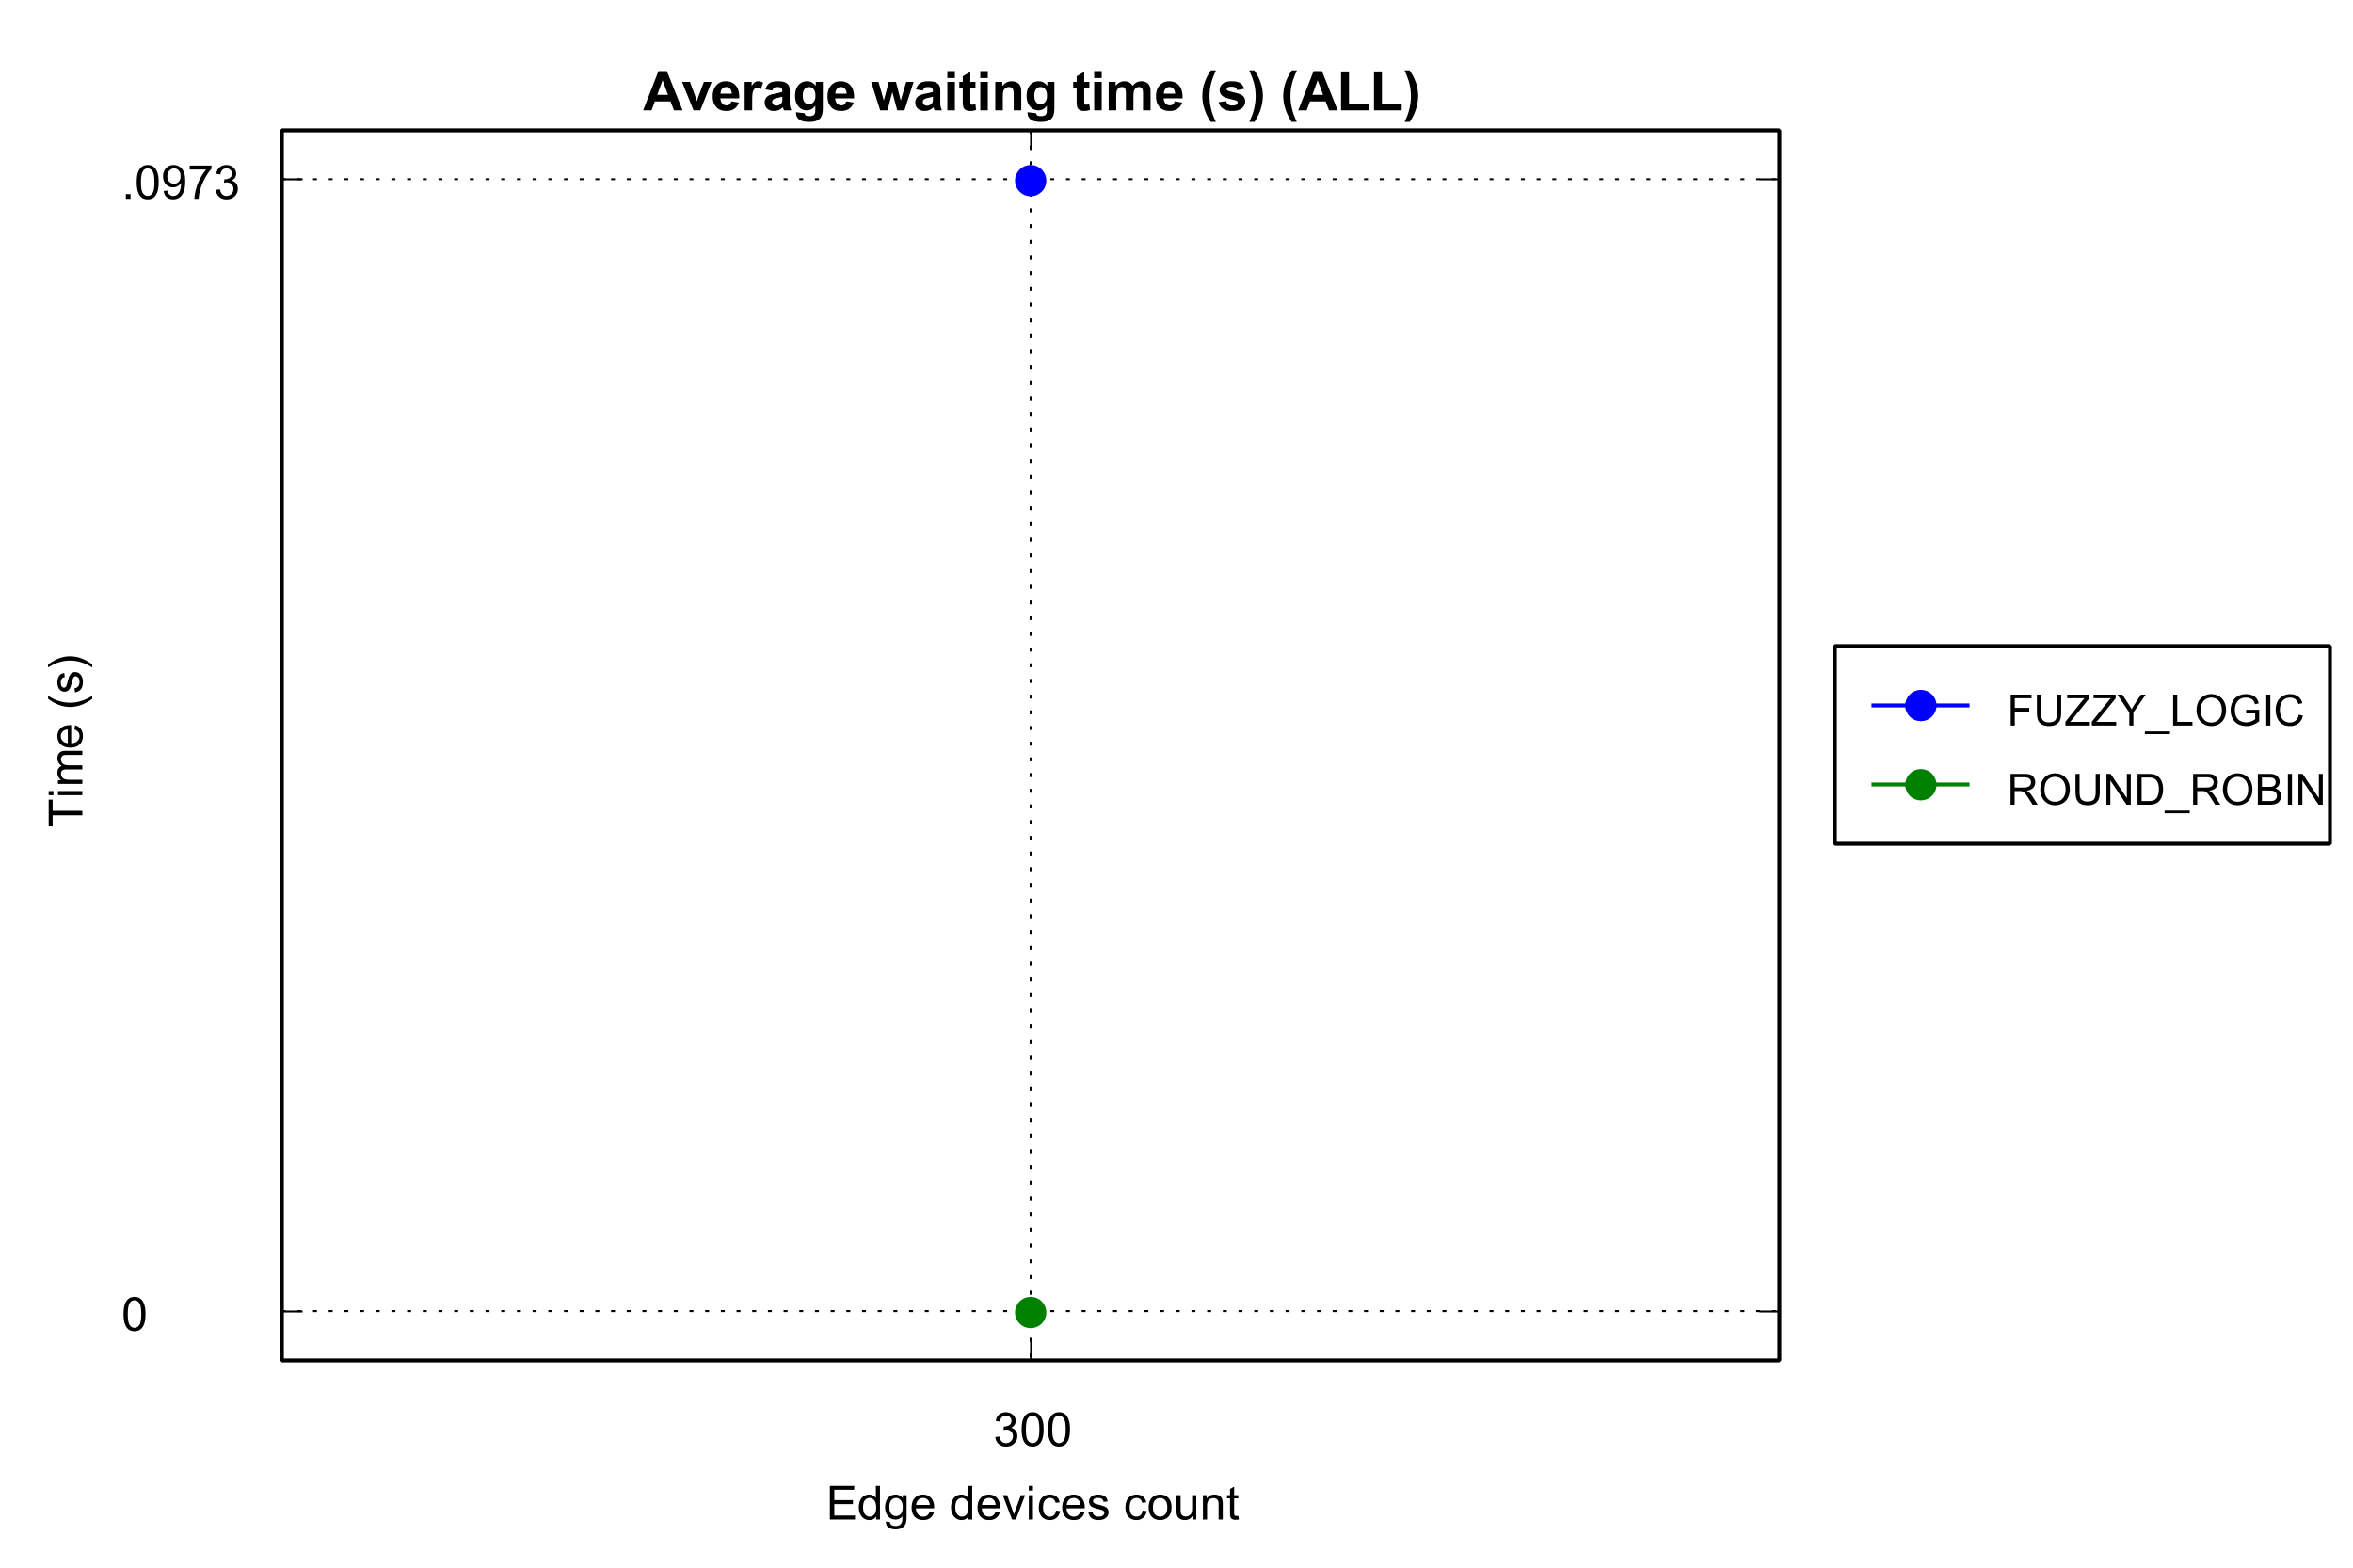 Average waiting time (s) (ALL)
.0973
Time (s)
FUZZY_LOGIC
ROUND_ROBIN
0
300
Edge devices count